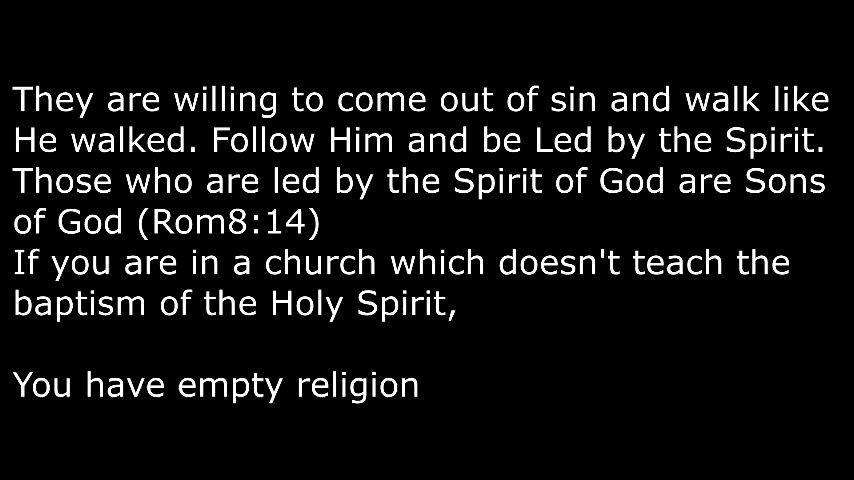 They are willing to come out of sin and walk like
He walked. Follow Him and be Led by the Spirit.
Those who are led by the Spirit of God are Sons
of God (Rom8:14)
If you are in a church which doesn't teach the
baptism of the Holy Spirit,
You have empty religion